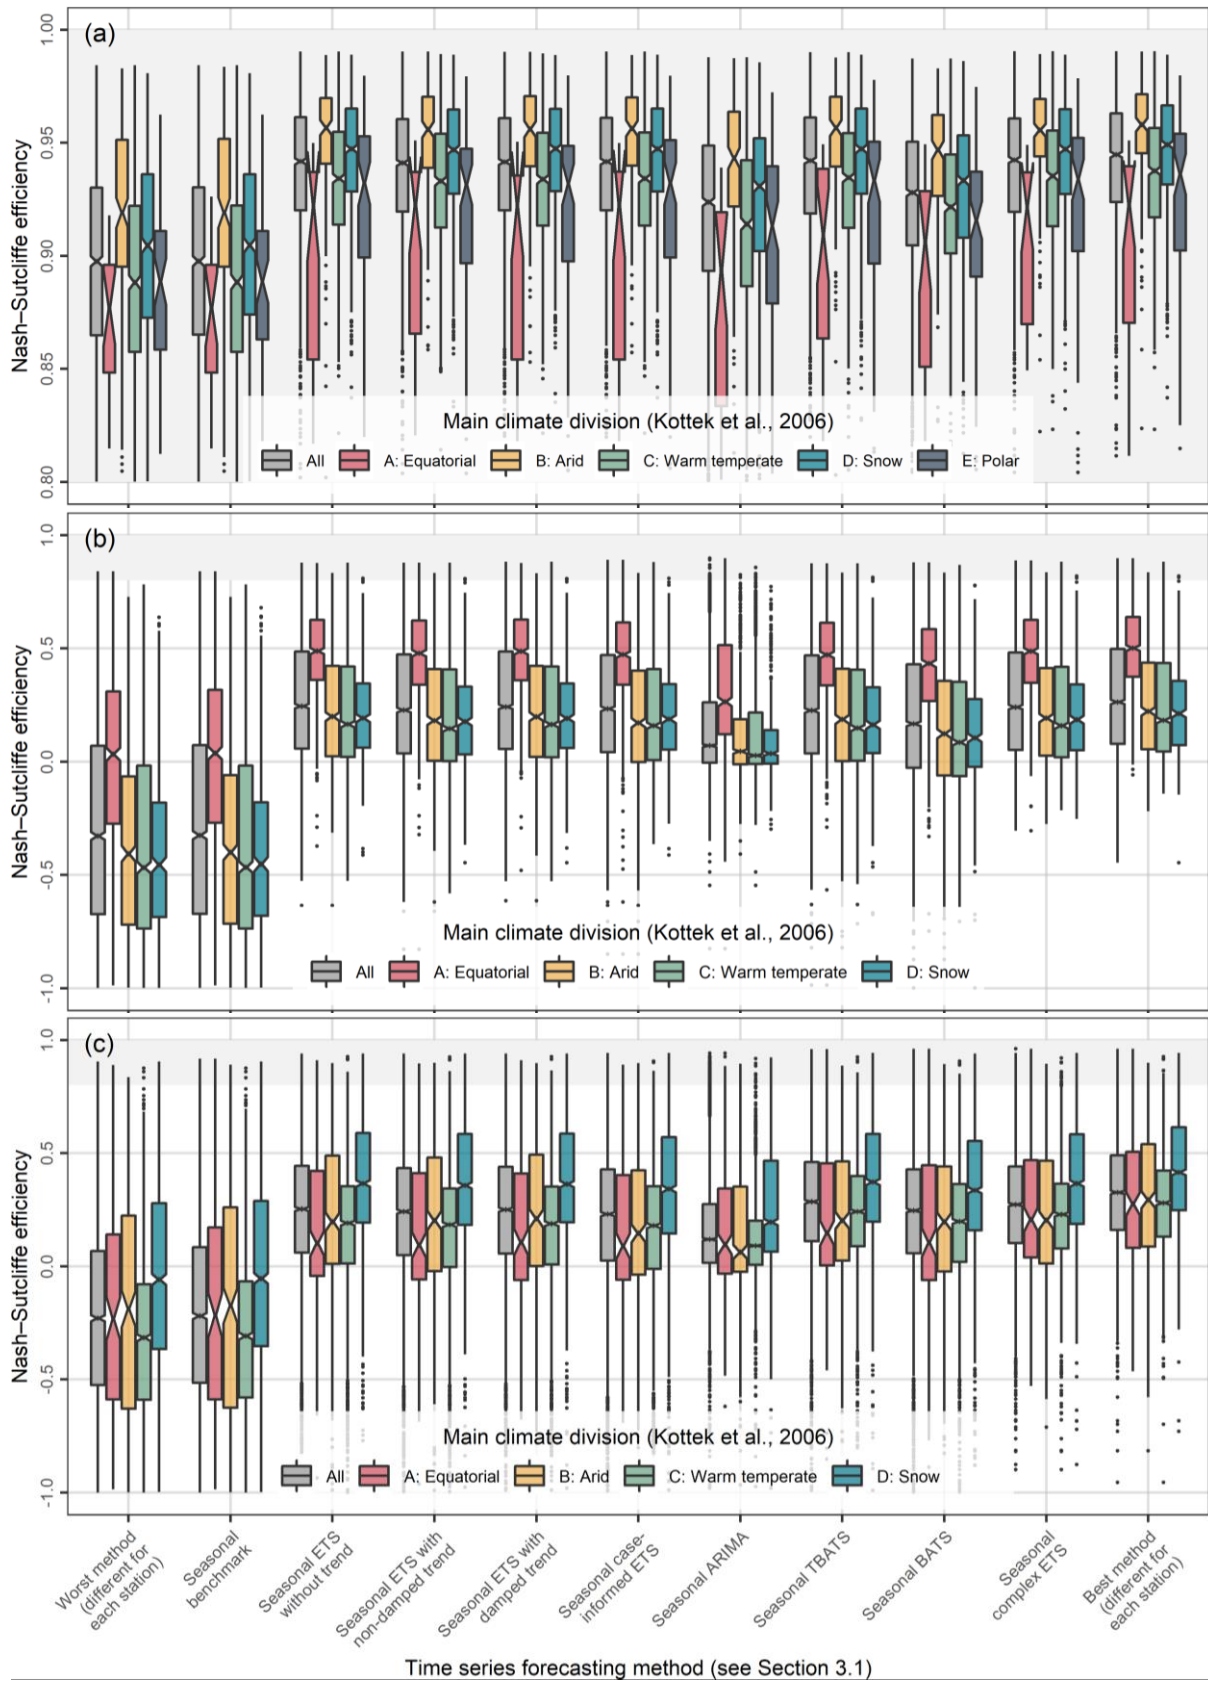 (a)
1.00
0.95
0.90
0.85
0.80
Nash–Sutcliffe efficiency
Main climate division (Kottek et al., 2006)
All A: Equatorial B: Arid C: Warm temperate D: Snow E: Polar
(b)
1.0
0.5
0.0
-0.5
-1.0
Nash–Sutcliffe efficiency
Main climate division (Kottek et al., 2006)
All A: Equatorial B: Arid C: Warm temperate D: Snow
(c)
1.0
0.5
0.0
-0.5
-1.0
Nash–Sutcliffe efficiency
Main climate division (Kottek et al., 2006)
All A: Equatorial B: Arid C: Warm temperate D: Snow
Worst method
(different for
each station)
Seasonal
benchmark
Seasonal ETS
without trend
Seasonal ETS with
non-damped trend
Seasonal ETS with
damped trend
Seasonal case-
informed ETS
Seasonal ARIMA
Seasonal TBATS
Seasonal BATS
Seasonal
complex ETS
Best method
(different for
each station)
Time series forecasting method (see Section 3.1)